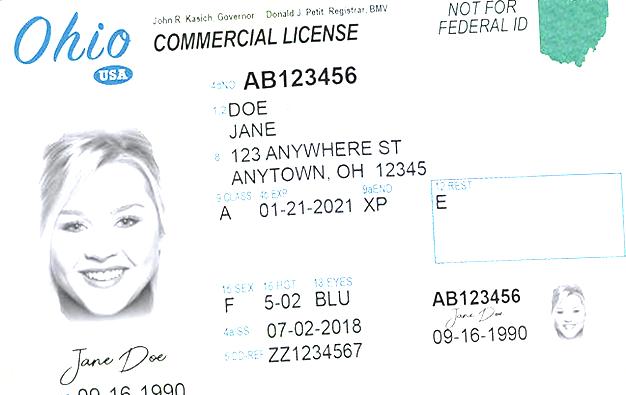 Ohio
USA
John R. Kasich, Governor Donald J. Petit, Registrar, BMV
COMMERCIAL LICENSE
NOT FOR
FEDERAL ID
4dNO AB123456
1,2 DOE
JANE
8 123 ANYWHERE ST
ANYTOWN, OH 12345
9 CLASS 4b EXP 9aEND
A 01-21-2021 XP
12 REST
E
15 SEX 16 HGT 18 EYES
F 5-02 BLU
4a ISS 07-02-2018
5 DD-REF ZZ1234567
Jane Doe
09-16-1990
AB123456
Jane Doe
09-16-1990